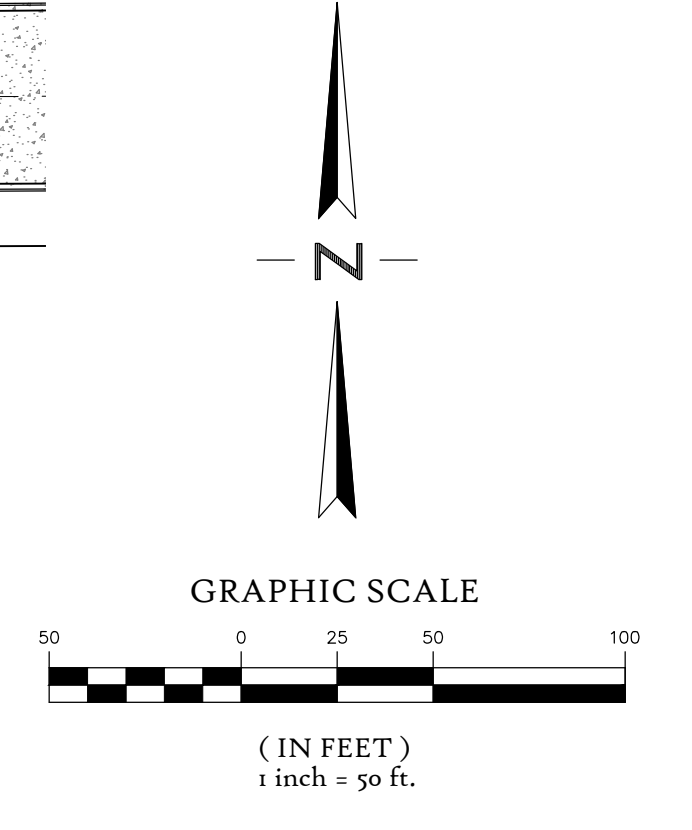 N
GRAPHIC SCALE
50 0 25 50 100
( IN FEET )
1 inch = 50 ft.